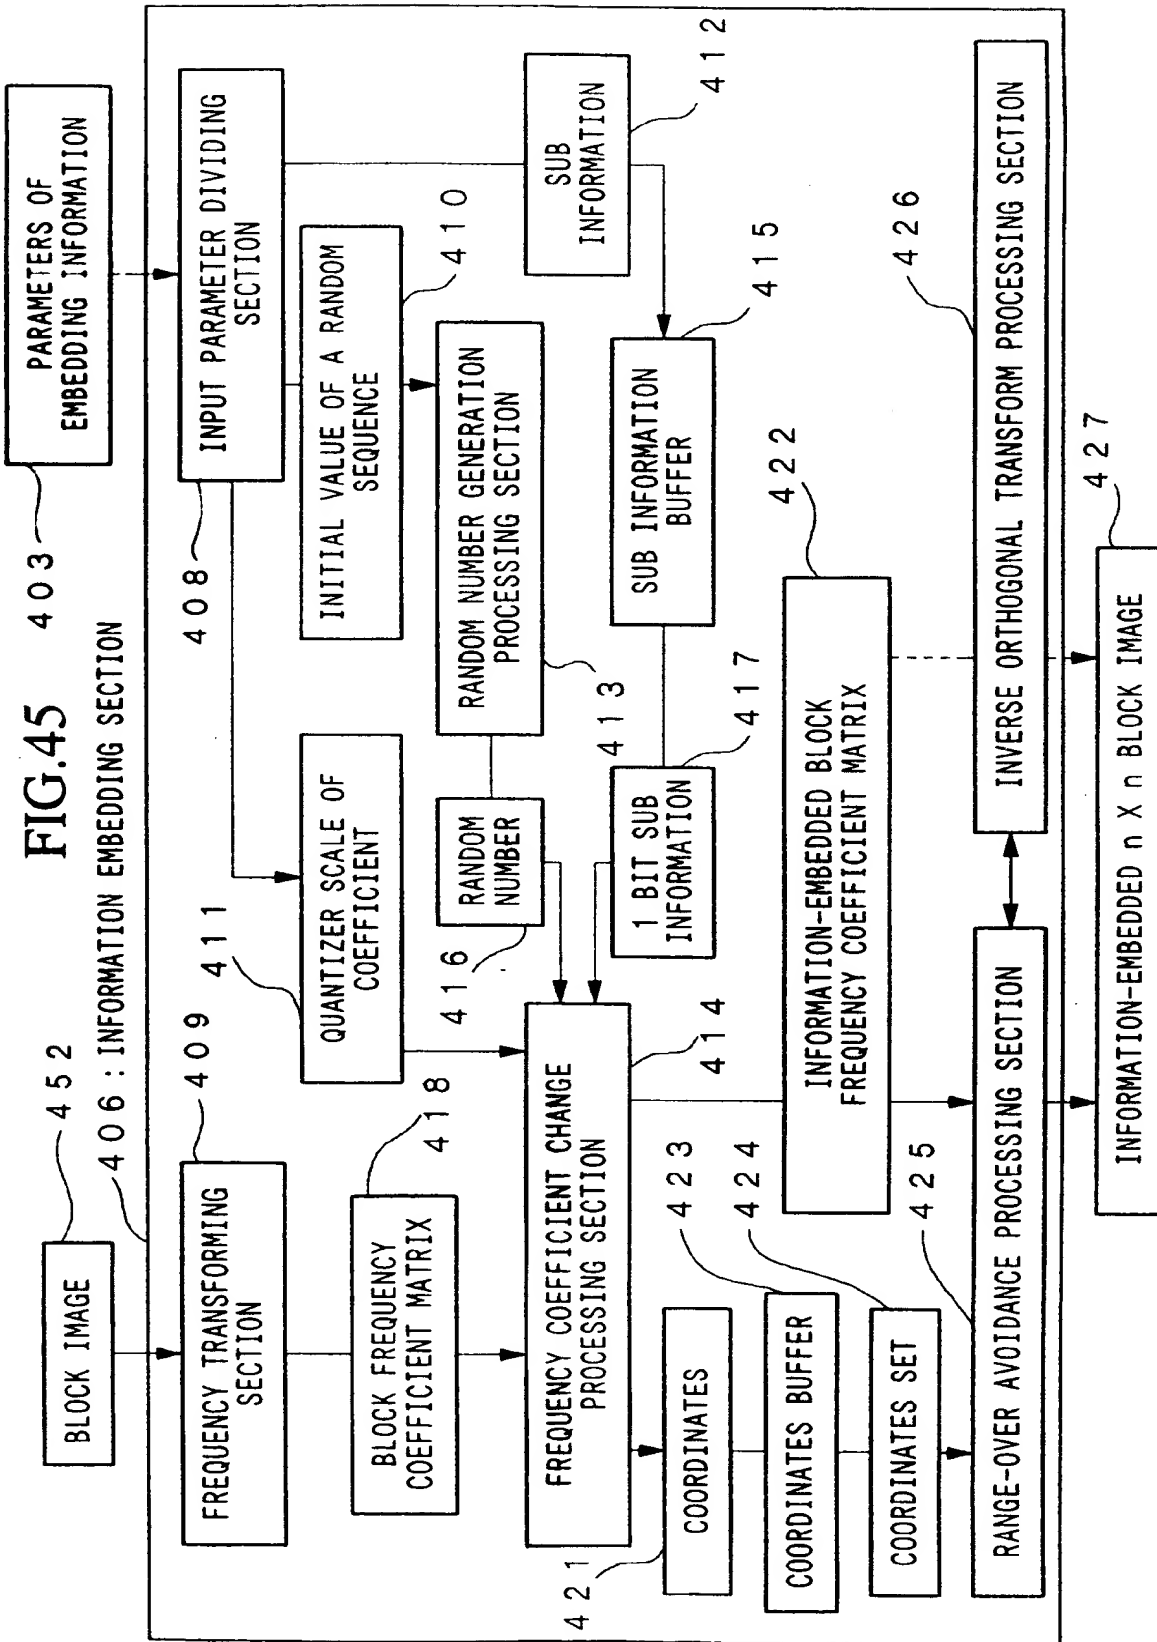 FIG.45
BLOCK IMAGE
452
PARAMETERS OF
EMBEDDING INFORMATION
403
406 : INFORMATION EMBEDDING SECTION
FREQUENCY TRANSFORMING
SECTION
409
INPUT PARAMETER DIVIDING
SECTION
408
411
QUANTIZER SCALE OF
COEFFICIENT
INITIAL VALUE OF A RANDOM
SEQUENCE
410
BLOCK FREQUENCY
COEFFICIENT MATRIX
418
RANDOM
NUMBER
416
RANDOM NUMBER GENERATION
PROCESSING SECTION
413
SUB
INFORMATION
412
FREQUENCY COEFFICIENT CHANGE
PROCESSING SECTION
414
1 BIT SUB
INFORMATION
417
SUB INFORMATION
BUFFER
415
421
COORDINATES
COORDINATES BUFFER
423
INFORMATION-EMBEDDED BLOCK
FREQUENCY COEFFICIENT MATRIX
422
COORDINATES SET
424
RANGE-OVER AVOIDANCE PROCESSING SECTION
425
INVERSE ORTHOGONAL TRANSFORM PROCESSING SECTION
426
INFORMATION-EMBEDDED n X n BLOCK IMAGE
427